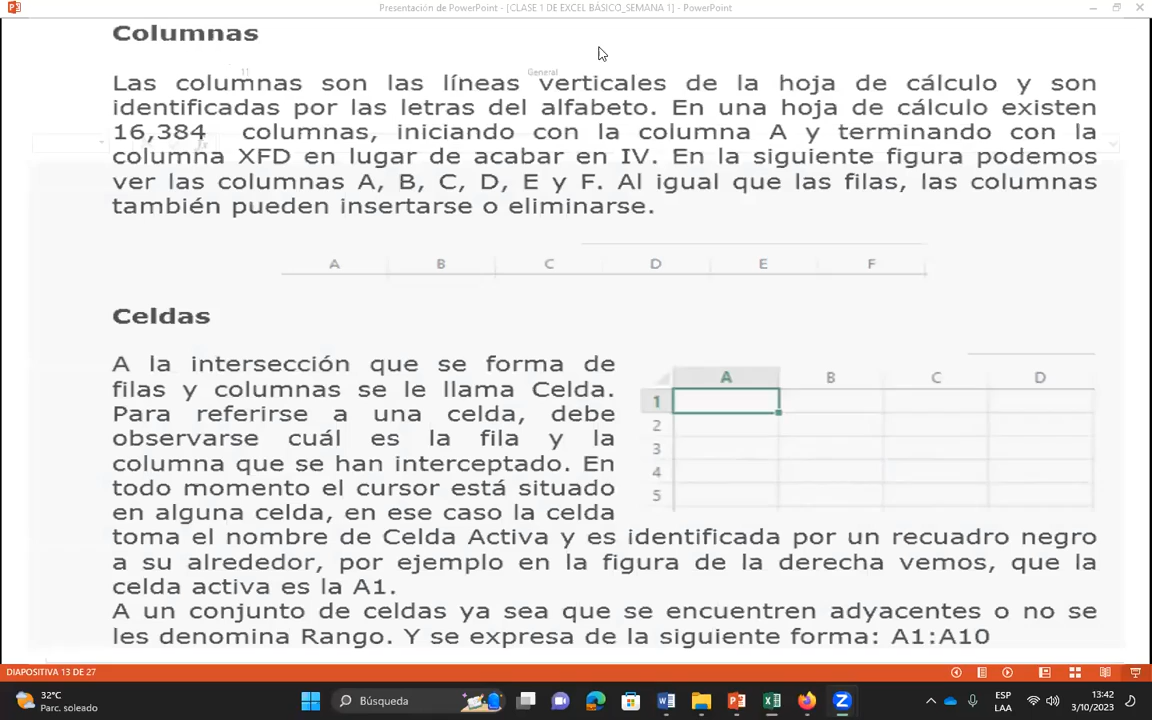 Presentación de PowerPoint - [CLASE 1 DE EXCEL BÁSICO_SEMANA 1] - PowerPoint
Columnas
11
General
Las columnas son las líneas verticales de la hoja de cálculo y son
identificadas por las letras del alfabeto. En una hoja de cálculo existen
16,384 columnas, iniciando con la columna A y terminando con la
columna XFD en lugar de acabar en IV. En la siguiente figura podemos
ver las columnas A, B, C, D, E y F. Al igual que las filas, las columnas
también pueden insertarse o eliminarse.
A B C D E F
Celdas
A la intersección que se forma de
filas y columnas se le llama Celda.
Para referirse a una celda, debe
observarse cuál es la fila y la
columna que se han interceptado. En
todo momento el cursor está situado
en alguna celda, en ese caso la celda
toma el nombre de Celda Activa y es identificada por un recuadro negro
a su alrededor, por ejemplo en la figura de la derecha vemos, que la
celda activa es la A1.
A un conjunto de celdas ya sea que se encuentren adyacentes o no se
les denomina Rango. Y se expresa de la siguiente forma: A1:A10
A B C D
1
2
3
4
5
DIAPOSITIVA 13 DE 27
32°C
Parc. soleado
Búsqueda
ESP
LAA
13:42
3/10/2023